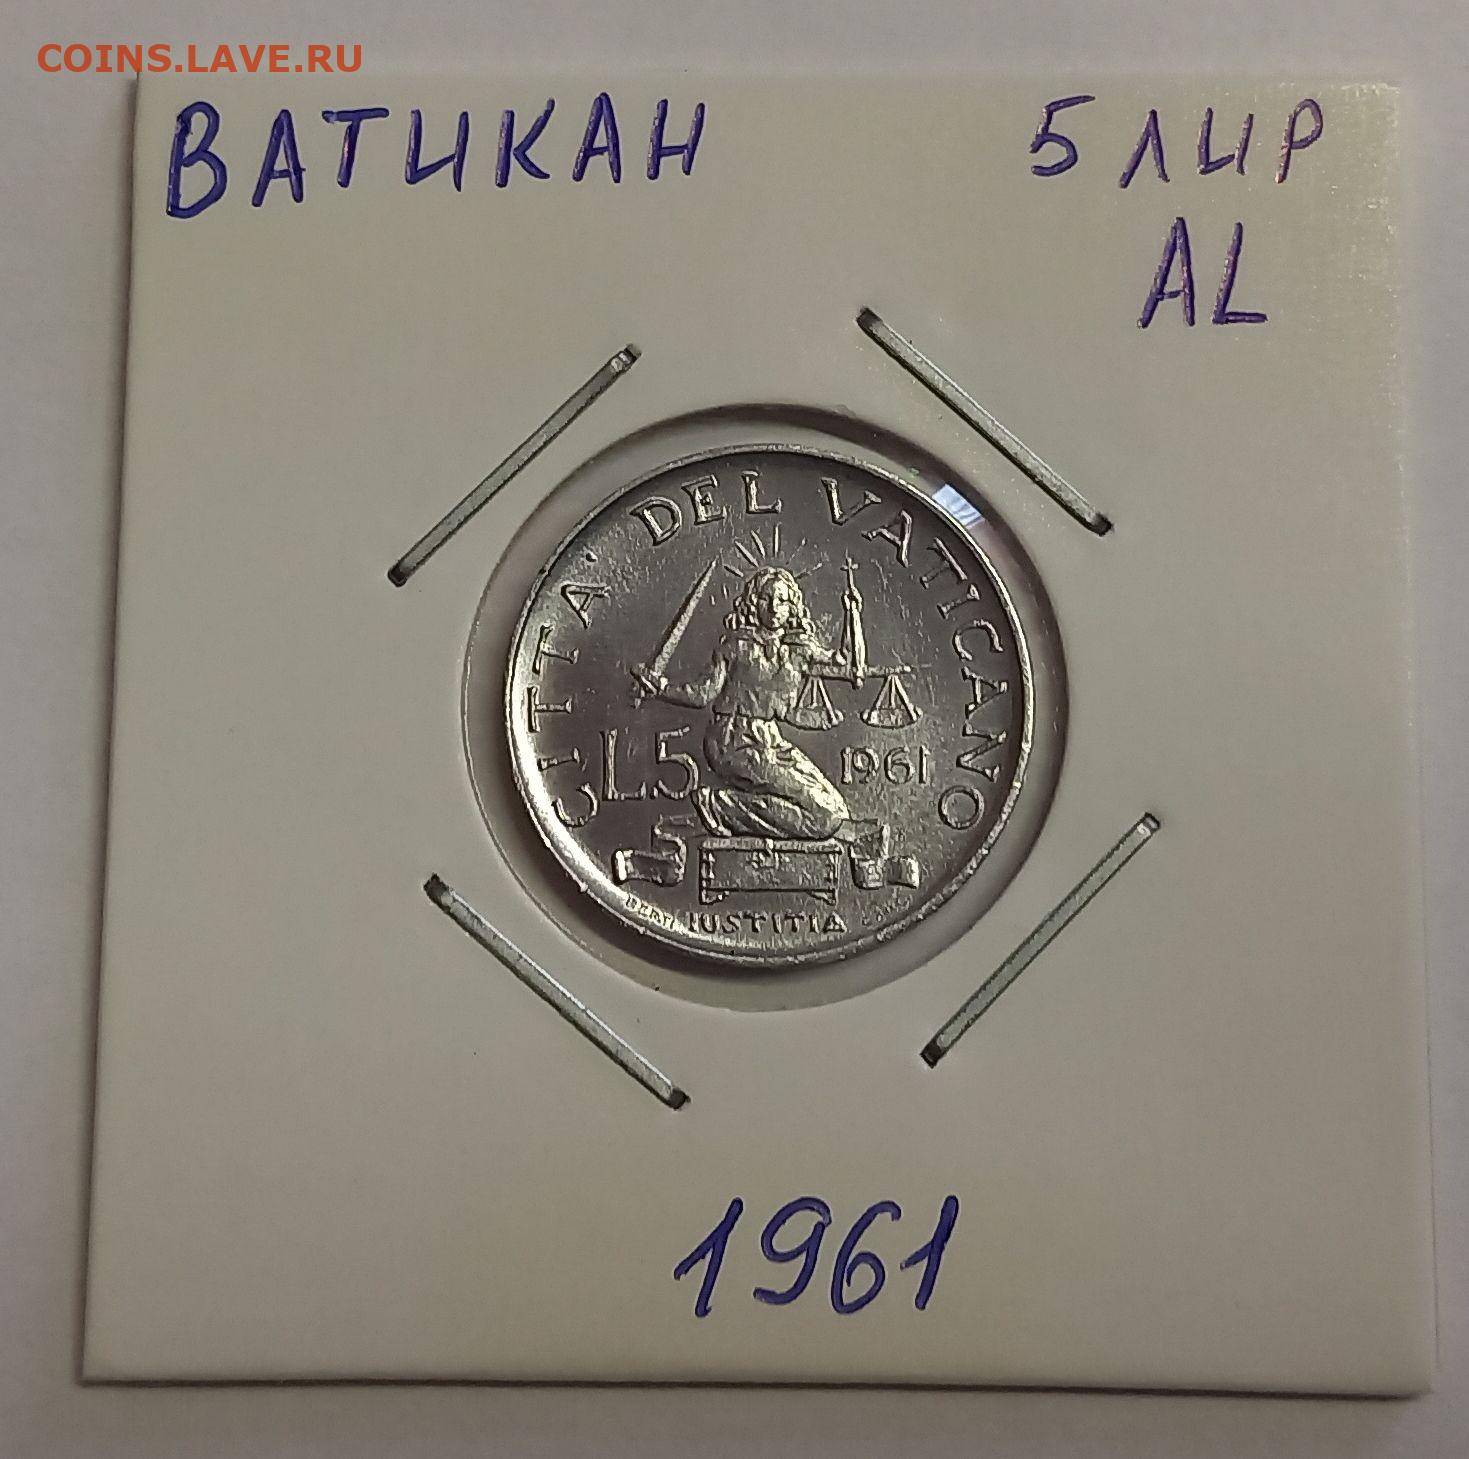 COINS.LAVE.RU
ВАТИКАН 5 ЛИР
AL
CITTA' DEL VATICANO
L5 1961
IUSTITIA
1961